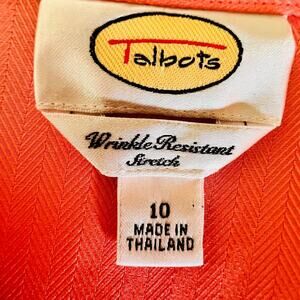 Talbots
Wrinkle Resistant
Stretch
10
MADE IN
THAILAND